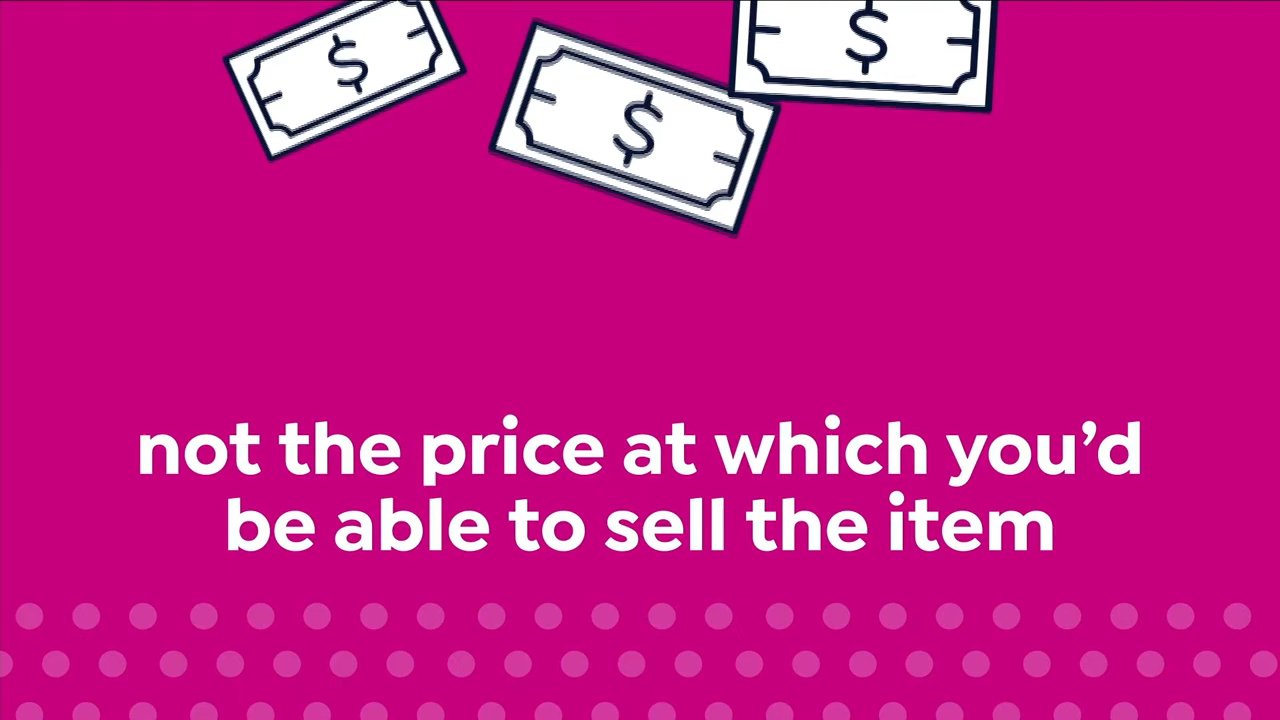 $
$
$
not the price at which you’d
be able to sell the item